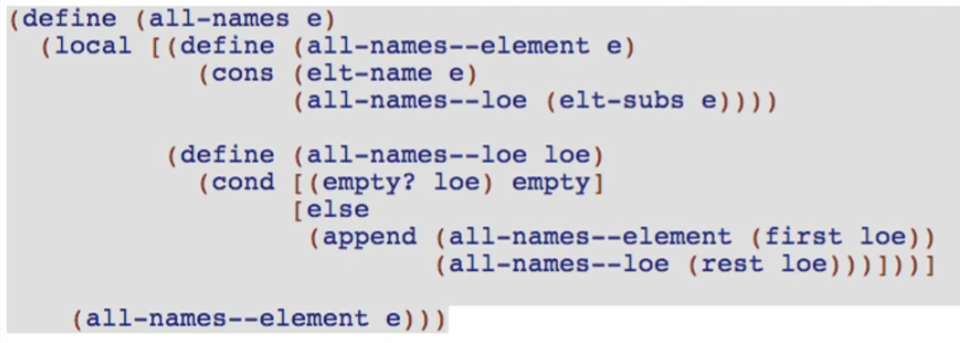 (define (all-names e)
(local [(define (all-names--element e)
(cons (elt-name e)
(all-names--loe (elt-subs e))))
(define (all-names--loe loe)
(cond [(empty? loe) empty]
[else
(append (all-names--element (first loe))
(all-names--loe (rest loe)))]))]
(all-names--element e)))